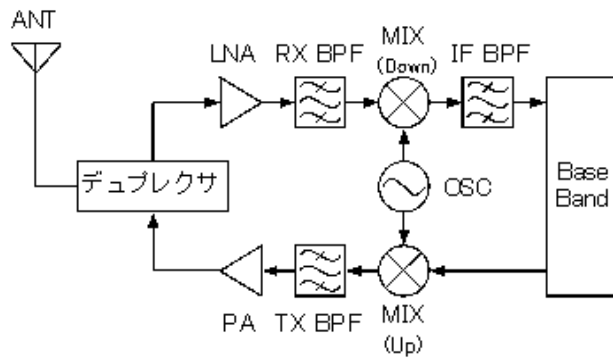 ANT
LNA
RX BPF
MIX
(Down)
IF BPF
デュプレクサ
OSC
Base
Band
PA
TX BPF
MIX
(Up)